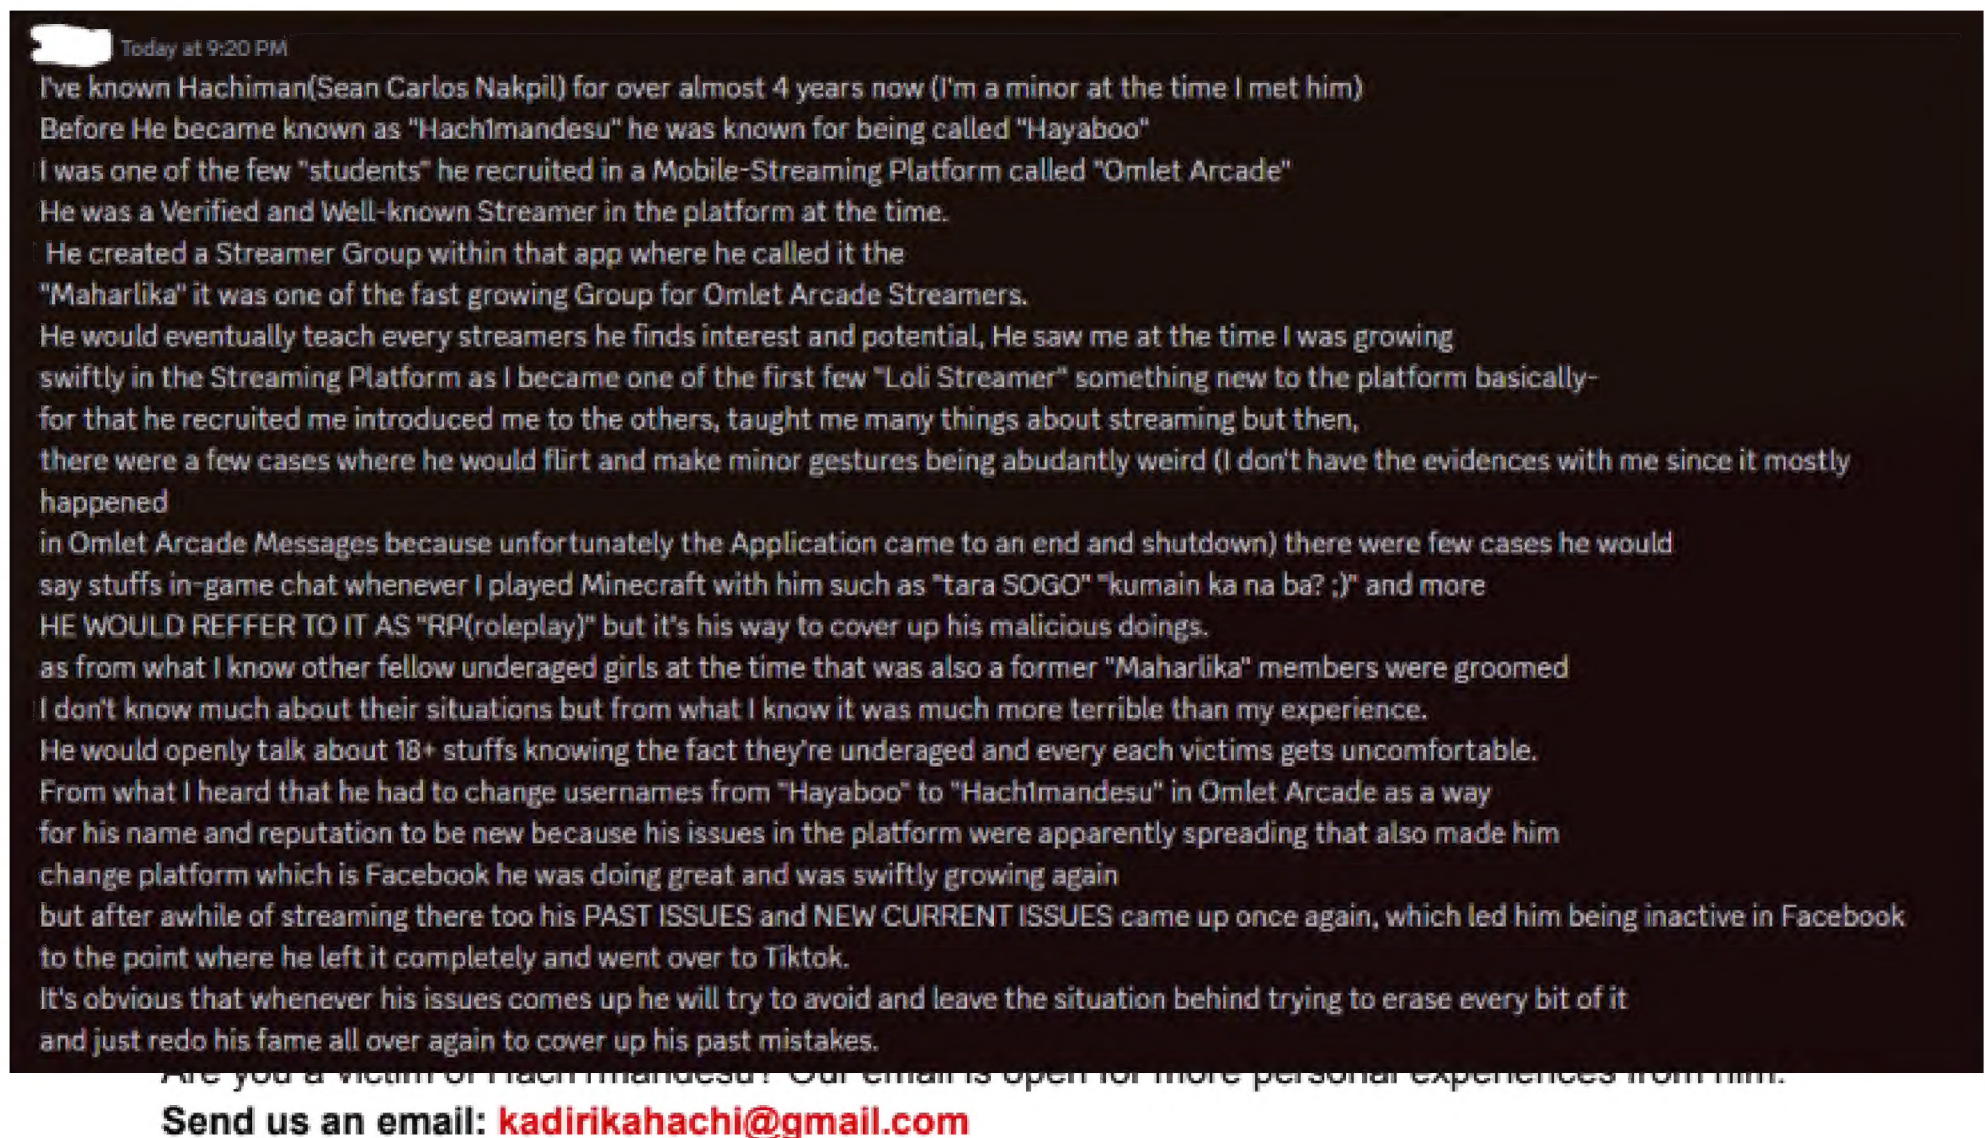 Today at 9:20 PM
I've known Hachiman(Sean Carlos Nakpil) for over almost 4 years now (I'm a minor at the time I met him)
Before He became known as "Hach1mandesu" he was known for being called "Hayaboo"
I was one of the few "students" he recruited in a Mobile-Streaming Platform called "Omlet Arcade"
He was a Verified and Well-known Streamer in the platform at the time.
He created a Streamer Group within that app where he called it the
"Maharlika" it was one of the fast growing Group for Omlet Arcade Streamers.
He would eventually teach every streamers he finds interest and potential, He saw me at the time I was growing
swiftly in the Streaming Platform as I became one of the first few "Loli Streamer" something new to the platform basically-
for that he recruited me introduced me to the others, taught me many things about streaming but then,
there were a few cases where he would flirt and make minor gestures being abudantly weird (I don't have the evidences with me since it mostly
happened
in Omlet Arcade Messages because unfortunately the Application came to an end and shutdown) there were few cases he would
say stuffs in-game chat whenever I played Minecraft with him such as "tara SOGO" "kumain ka na ba? ;)" and more
HE WOULD REFFER TO IT AS "RP(roleplay)" but it's his way to cover up his malicious doings.
as from what I know other fellow underaged girls at the time that was also a former "Maharlika" members were groomed
I don't know much about their situations but from what I know it was much more terrible than my experience.
He would openly talk about 18+ stuffs knowing the fact they're underaged and every each victims gets uncomfortable.
From what I heard that he had to change usernames from "Hayaboo" to "Hach1mandesu" in Omlet Arcade as a way
for his name and reputation to be new because his issues in the platform were apparently spreading that also made him
change platform which is Facebook he was doing great and was swiftly growing again
but after awhile of streaming there too his PAST ISSUES and NEW CURRENT ISSUES came up once again, which led him being inactive in Facebook
to the point where he left it completely and went over to Tiktok.
It's obvious that whenever his issues comes up he will try to avoid and leave the situation behind trying to erase every bit of it
and just redo his fame all over again to cover up his past mistakes.
Are you a victim of Hach1mandesu? Our email is open for more personal experiences from him.
Send us an email: kadirikahachi@gmail.com